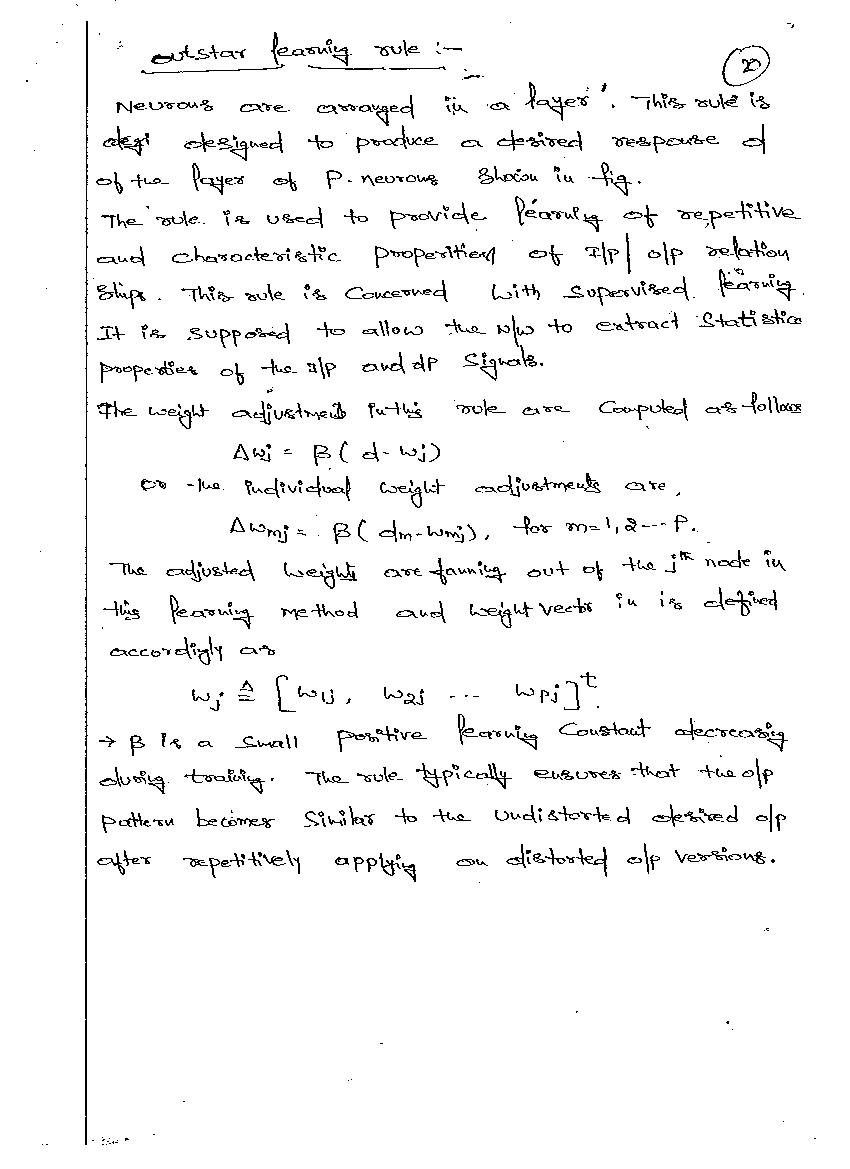 outstar learning rule :-
20
Neurons are arranged in a layer. This rule is
designed to produce a desired response of
of the layer of P. neurons shown in fig.
The rule is used to provide learning of repetitive
and characteristic properities of I/P | o/p relation
ships. This rule is Concerned with supervised learning.
It is supposed to allow the N/W to extract statistica
properties of the I/P and o/P signals.
The weight adjustments in this rule are Computed as follows
Δwj = β ( d - wj )
or the individual weight adjustments are,
Δwmj = β ( dm - wmj ), for m=1,2 --- P.
The adjusted weights are fanning out of the jth node in
this learning method and weight vector in is defined
accordigly as
wj ≜ [ w1j , w2j ... wpj ]t.
→ β is a small positive learning Constant decreasing
during training. The rule typically ensures that the o/p
pattern becomes similar to the undistorted desired o/p
after repetitively applying on distorted o/p versions.